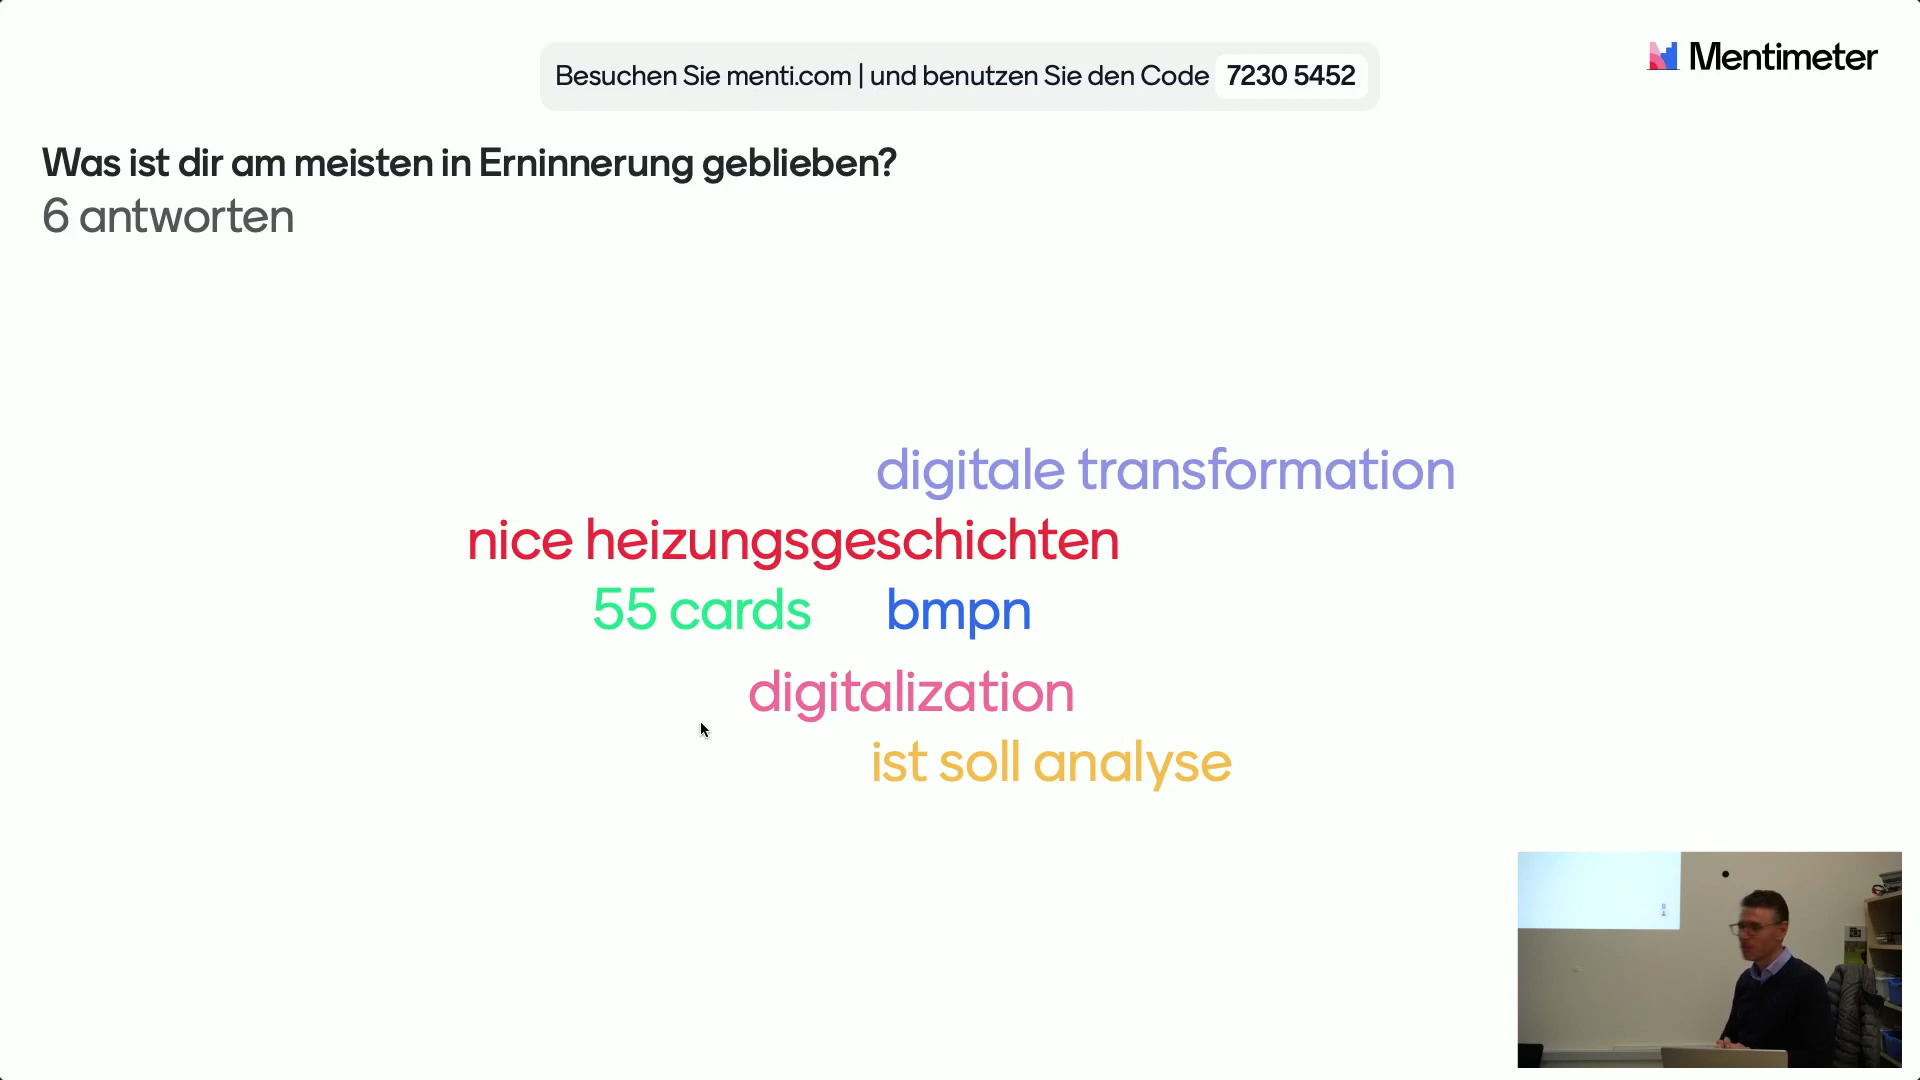 Besuchen Sie menti.com | und benutzen Sie den Code 7230 5452
Mentimeter
Was ist dir am meisten in Erninnerung geblieben?
6 antworten
digitale transformation
nice heizungsgeschichten
55 cards
bmpn
digitalization
ist soll analyse